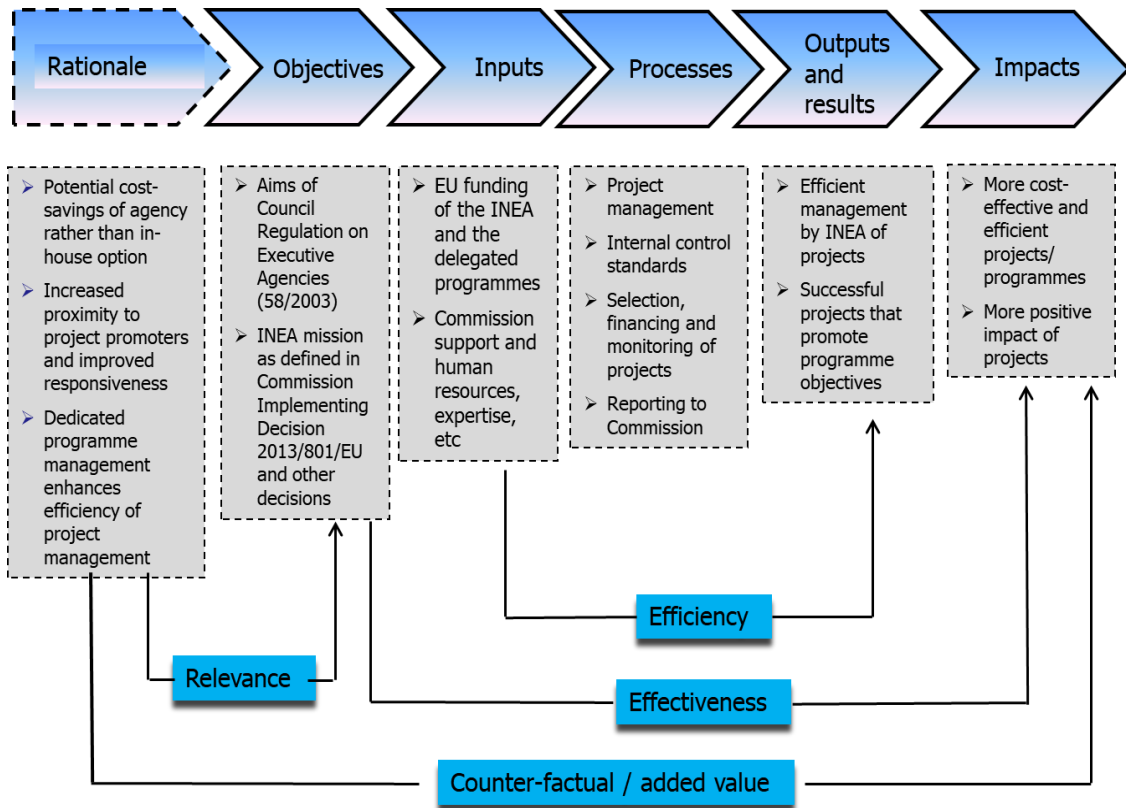 Rationale
Objectives
Inputs
Processes
Outputs
and
results
Impacts
Potential cost-
savings of agency
rather than in-
house option
Increased
proximity to
project promoters
and improved
responsiveness
Dedicated
programme
management
enhances
efficiency of
project
management
Aims of
Council
Regulation on
Executive
Agencies
(58/2003)
INEA mission
as defined in
Commission
Implementing
Decision
2013/801/EU
and other
decisions
EU funding
of the INEA
and the
delegated
programmes
Commission
support and
human
resources,
expertise,
etc
Project
management
Internal control
standards
Selection,
financing and
monitoring of
projects
Reporting to
Commission
Efficient
management
by INEA of
projects
Successful
projects that
promote
programme
objectives
More cost-
effective and
efficient
projects/
programmes
More positive
impact of
projects
Efficiency
Relevance
Effectiveness
Counter-factual / added value